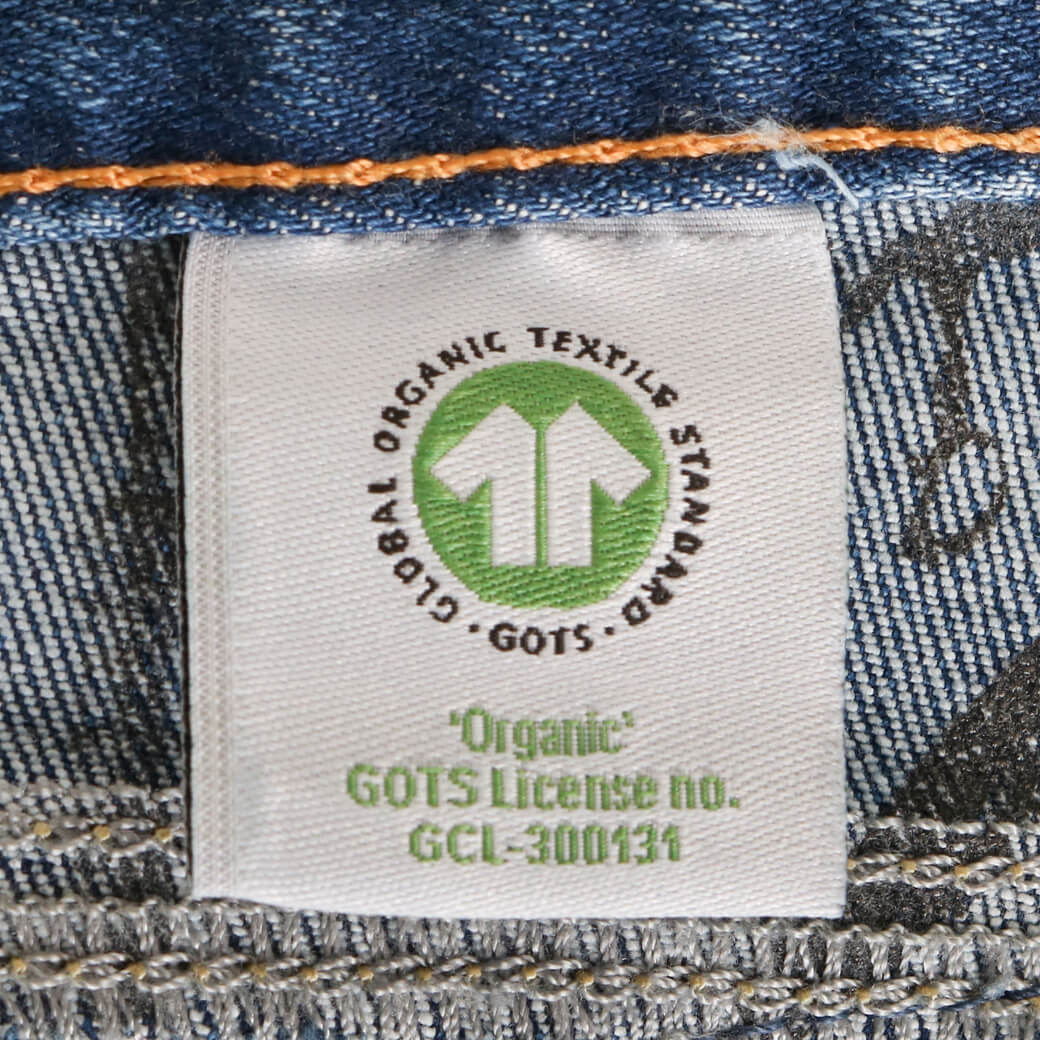 GLOBAL ORGANIC TEXTILE STANDARD
· GOTS ·
'Organic'
GOTS License no.
GCL-300131